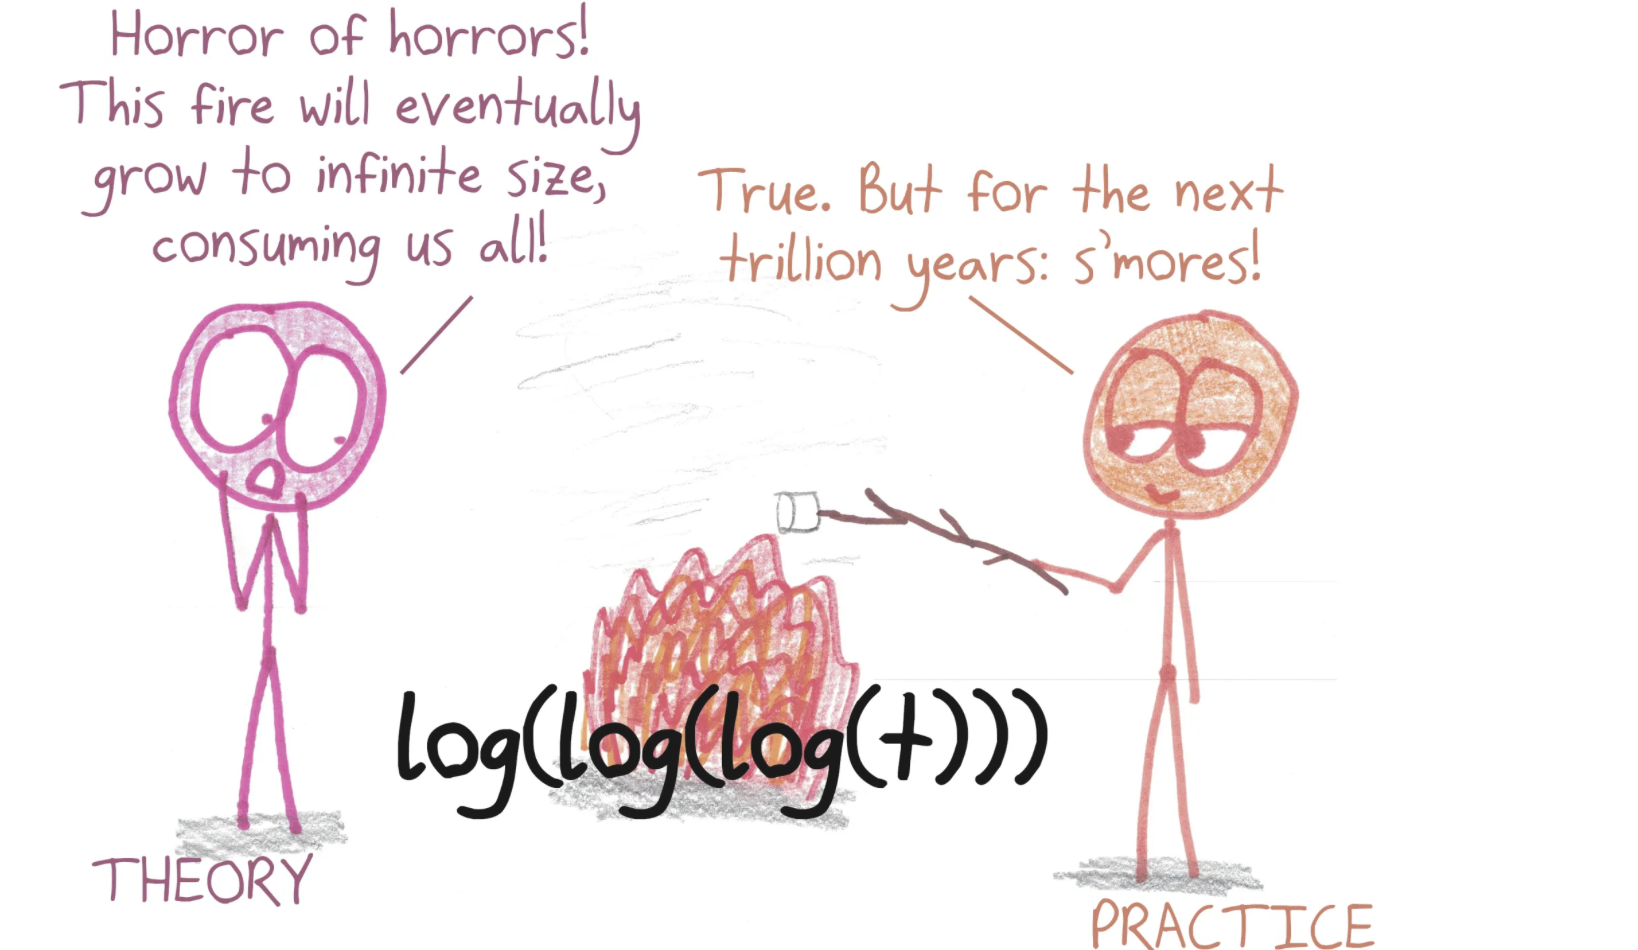 Horror of horrors!
This fire will eventually
grow to infinite size,
consuming us all!
True. But for the next
trillion years: s'mores!
log(log(log(t)))
THEORY
PRACTICE